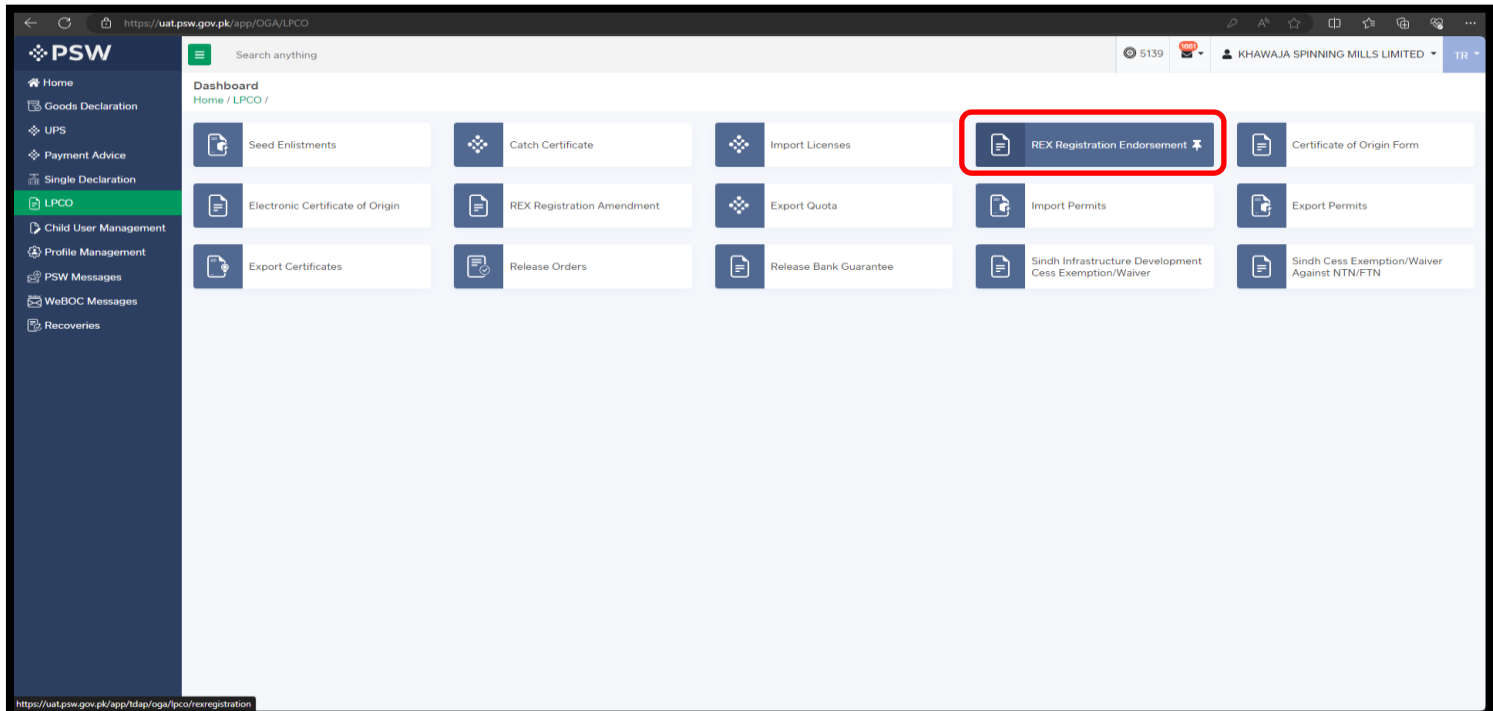 https://uat.psw.gov.pk/app/OGA/LPCO
PSW
Search anything
5139
1661
KHAWAJA SPINNING MILLS LIMITED
TR
Home
Goods Declaration
UPS
Payment Advice
Single Declaration
LPCO
Child User Management
Profile Management
PSW Messages
WeBOC Messages
Recoveries
Dashboard
Home / LPCO /
Seed Enlistments
Catch Certificate
Import Licenses
REX Registration Endorsement
Certificate of Origin Form
Electronic Certificate of Origin
REX Registration Amendment
Export Quota
Import Permits
Export Permits
Export Certificates
Release Orders
Release Bank Guarantee
Sindh Infrastructure Development
Cess Exemption/Waiver
Sindh Cess Exemption/Waiver
Against NTN/FTN
https://uat.psw.gov.pk/app/tdap/oga/lpco/rexregistration